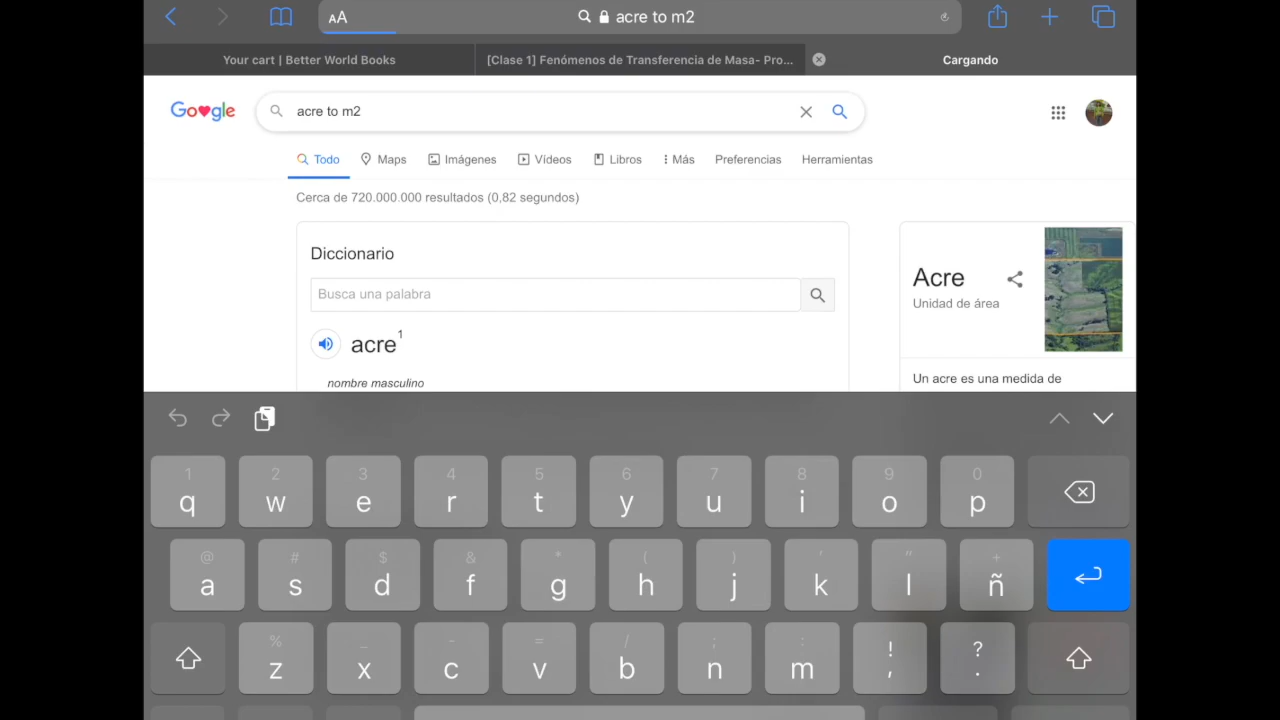 AA acre to m2
Your cart | Better World Books
[Clase 1] Fenómenos de Transferencia de Masa- Pro...
Cargando
Google
acre to m2
Todo Maps Imágenes Vídeos Libros Más Preferencias Herramientas
Cerca de 720.000.000 resultados (0,82 segundos)
Diccionario
Busca una palabra
acre1
nombre masculino
Acre
Unidad de área
Un acre es una medida de
1 2 3 4 5 6 7 8 9 0
q w e r t y u i o p
@ # $ & * ( ) ' " +
a s d f g h j k l ñ
% _ - = / ; : ! ?
z x c v b n m , .